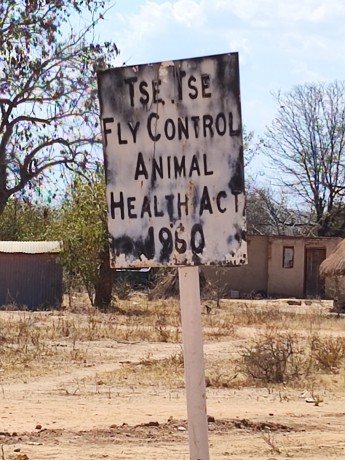 TSE.TSE
FLY CONTROL
ANIMAL
HEALTH ACT
1960